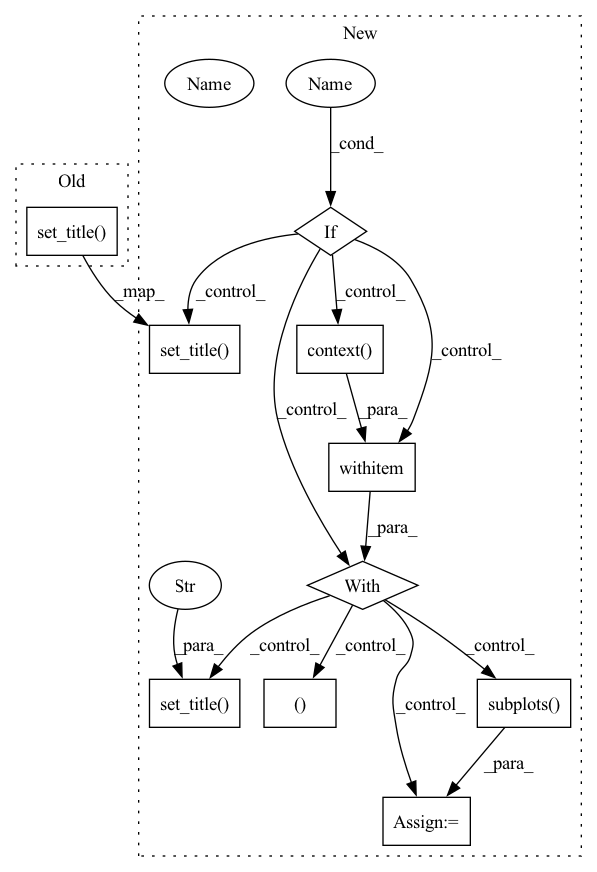 New
Name
Name
_cond_
Old
set_title()
If
_map_
_control_
_control_
_control_
set_title()
context()
_control_
_para_
withitem
_para_
Str
With
_para_
_control_
_control_
_control_
set_title()
()
_control_
subplots()
_para_
Assign:=